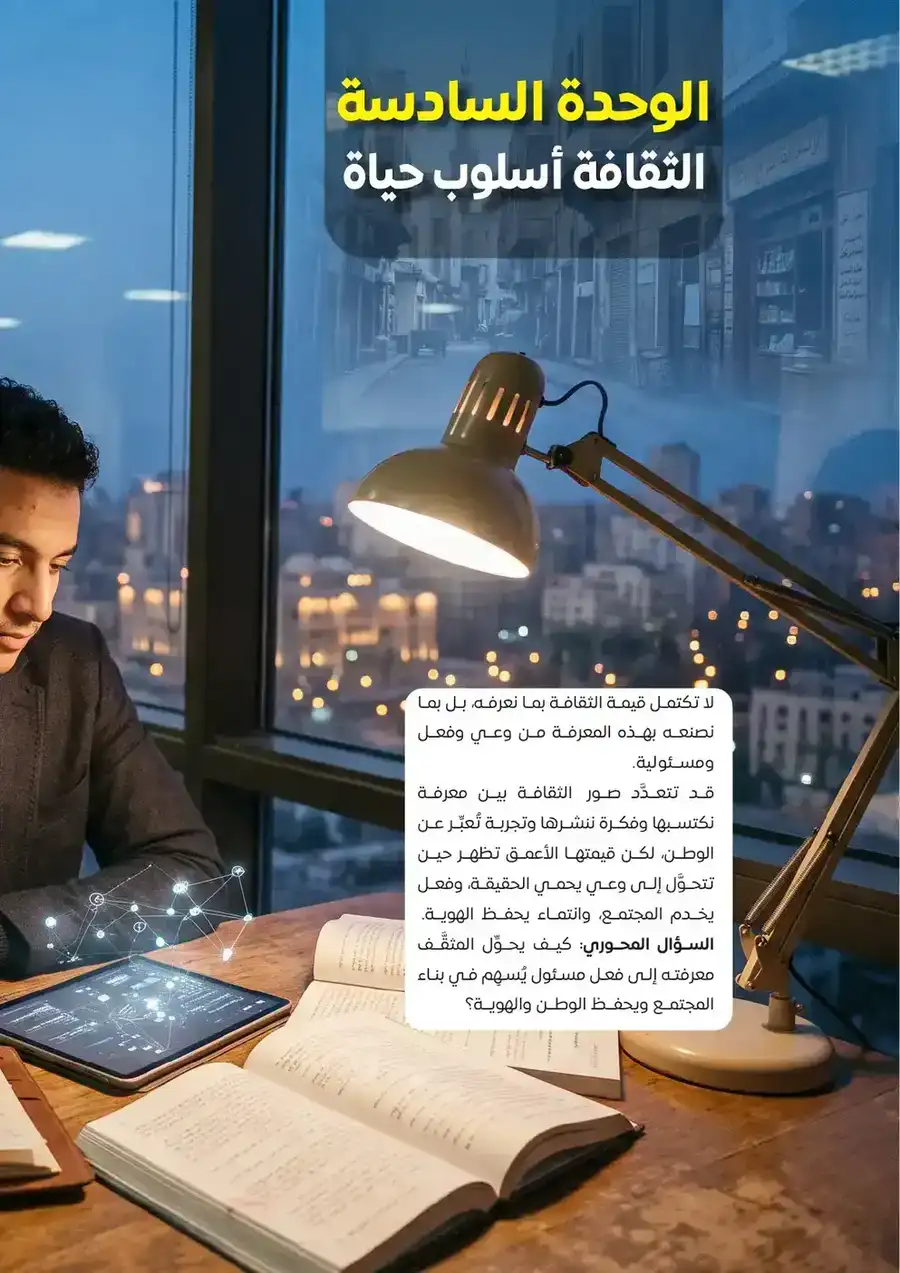 الوحدة السادسة
الثقافة أسلوب حياة
لا تكتمل قيمة الثقافة بما نعرفه، بل بما
نصنعه بهذه المعرفة من وعي وفعل
ومسئولية.
قد تتعدَّد صور الثقافة بين معرفة
نكتسبها وفكرة ننشرها وتجربة تُعبِّر عن
الوطن، لكن قيمتها الأعمق تظهر حين
تتحوَّل إلى وعي يحمي الحقيقة، وفعل
يخدم المجتمع، وانتماء يحفظ الهوية.
السؤال المحوري: كيف يحوِّل المثقَّف
معرفته إلى فعل مسئول يُسهِم في بناء
المجتمع ويحفظ الوطن والهوية؟